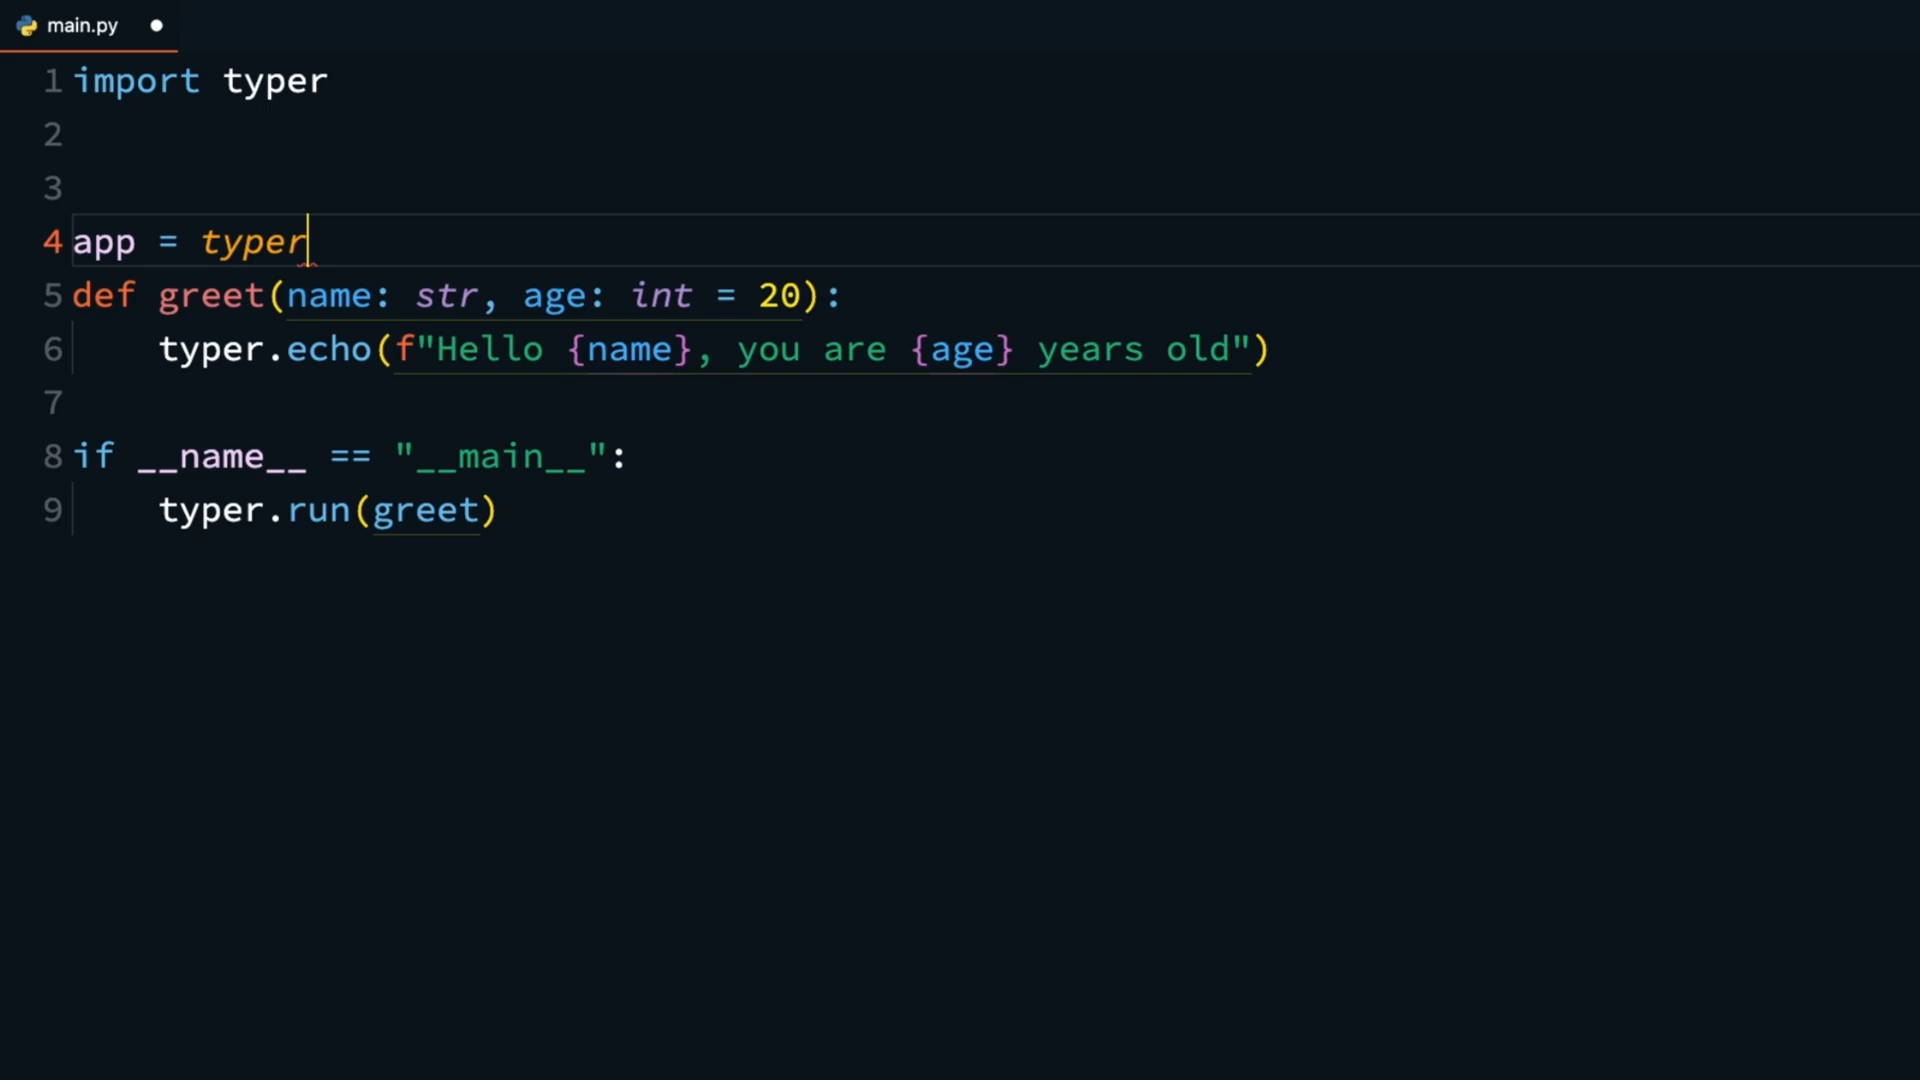 main.py
1 import typer
2
3
4 app = typer
5 def greet(name: str, age: int = 20):
6     typer.echo(f"Hello {name}, you are {age} years old")
7
8 if __name__ == "__main__":
9     typer.run(greet)